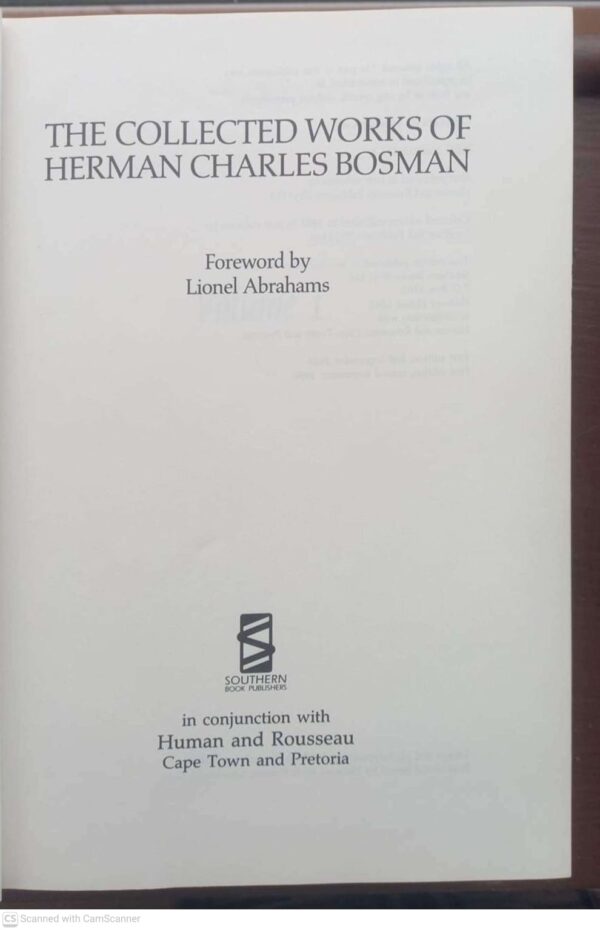 THE COLLECTED WORKS OF
HERMAN CHARLES BOSMAN
Foreword by
Lionel Abrahams
SOUTHERN
BOOK PUBLISHERS
in conjunction with
Human and Rousseau
Cape Town and Pretoria
CS Scanned with CamScanner